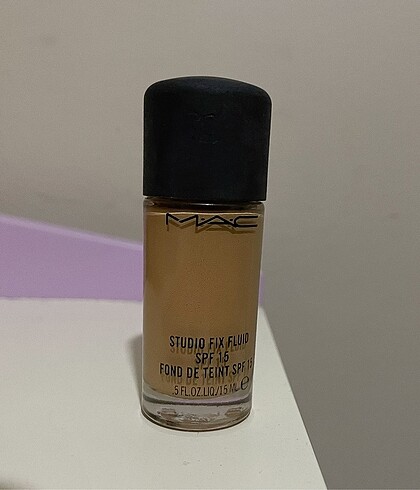 MAC
STUDIO FIX FLUID
SPF 15
FOND DE TEINT SPF 15
.5 FL.OZ.LIQ./15 ML ℮